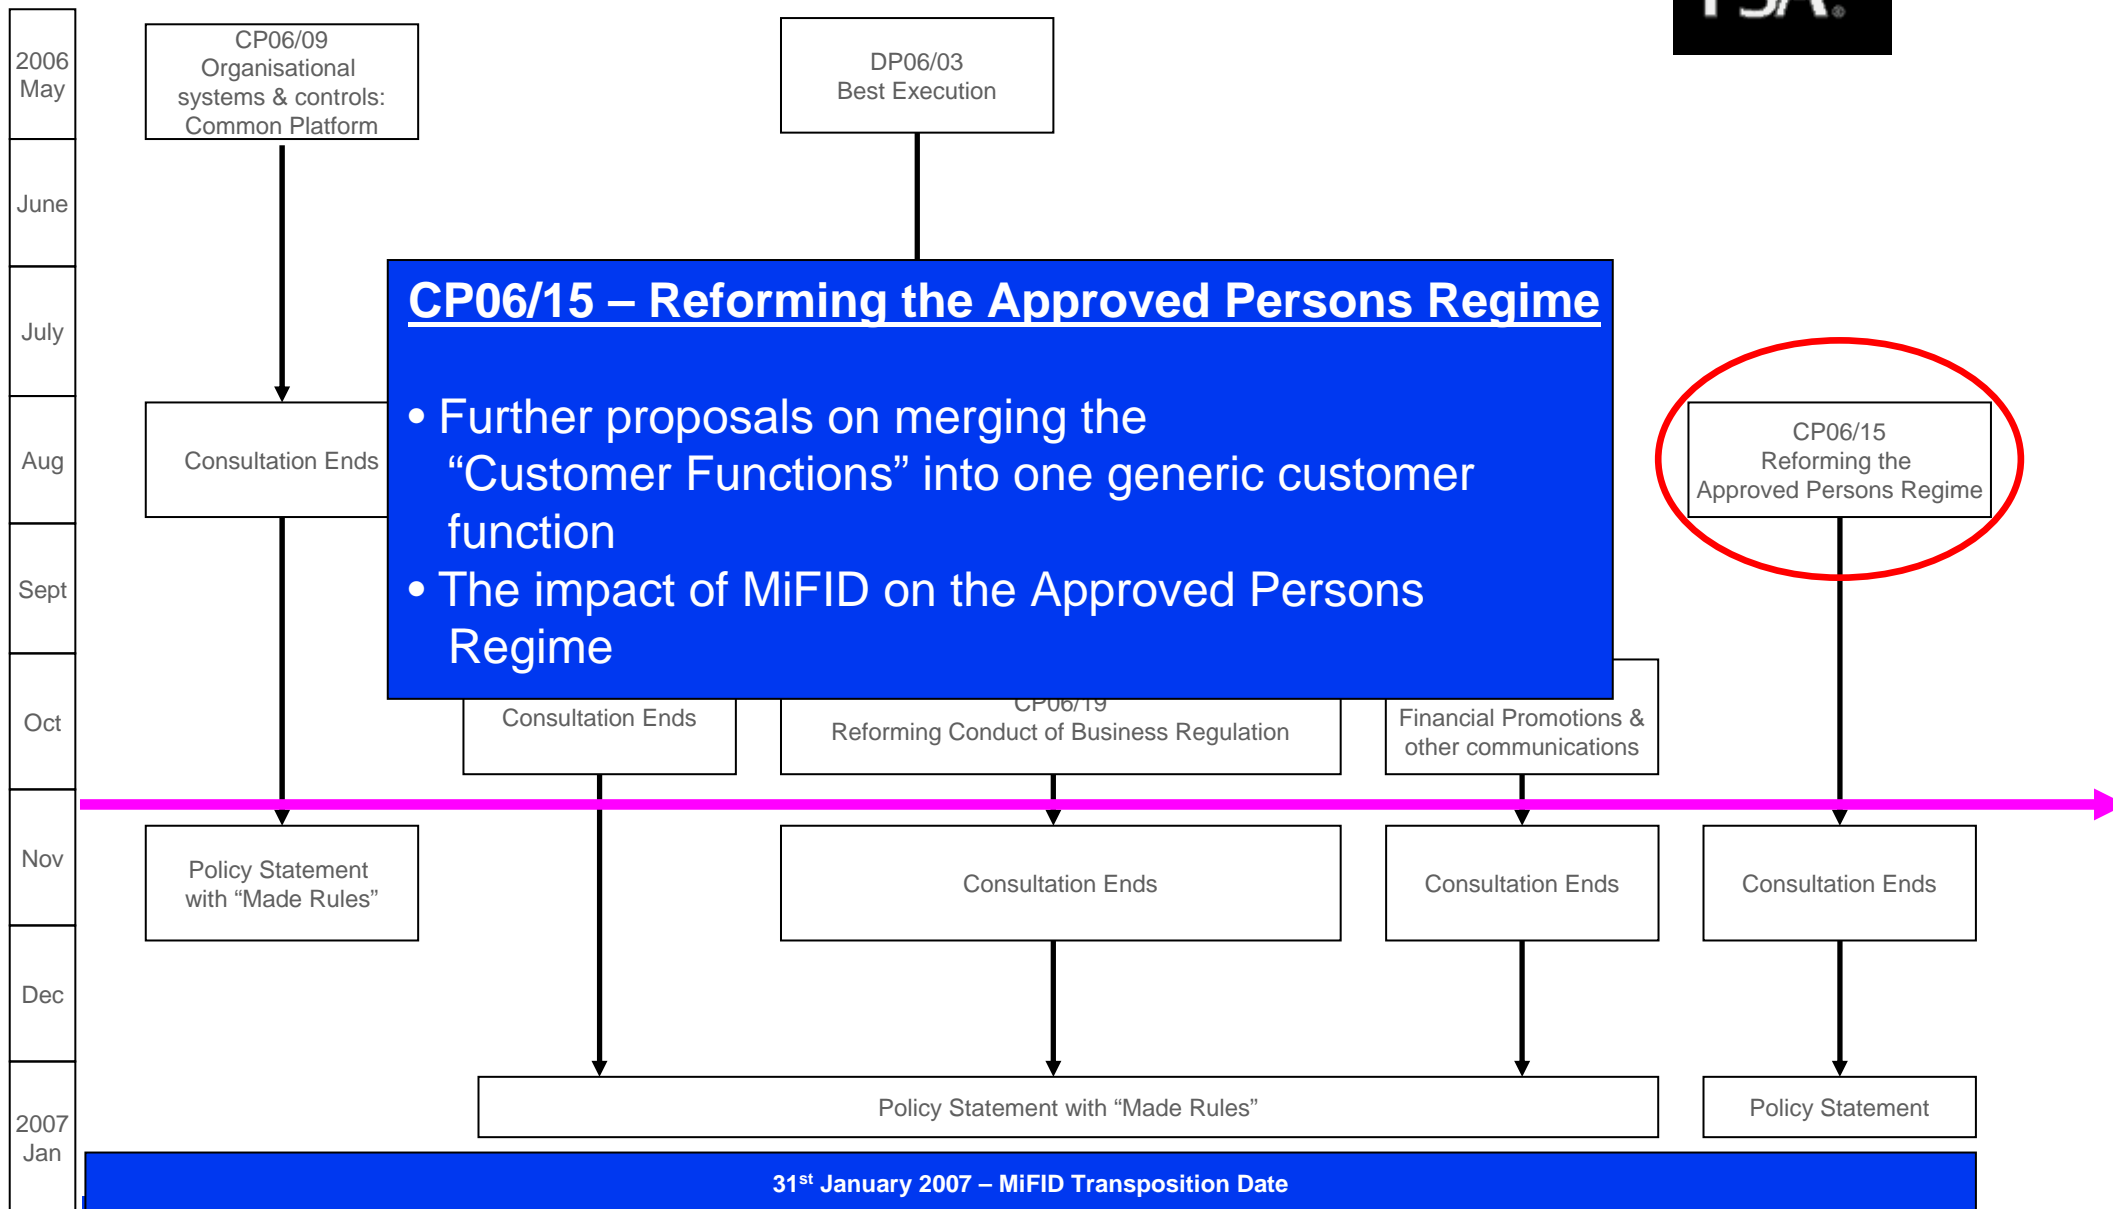 2006
May
June
July
Aug
Sept
Oct
Nov
Dec
2007
Jan
CP06/09
Organisational
systems & controls:
Common Platform
DP06/03
Best Execution
FSA®
CP06/15 – Reforming the Approved Persons Regime
• Further proposals on merging the
“Customer Functions” into one generic customer
function
• The impact of MiFID on the Approved Persons
Regime
Consultation Ends
CP06/15
Reforming the
Approved Persons Regime
Consultation Ends
CP06/19
Reforming Conduct of Business Regulation
Financial Promotions &
other communications
Policy Statement
with “Made Rules”
Consultation Ends
Consultation Ends
Consultation Ends
Policy Statement with “Made Rules”
Policy Statement
31st January 2007 – MiFID Transposition Date